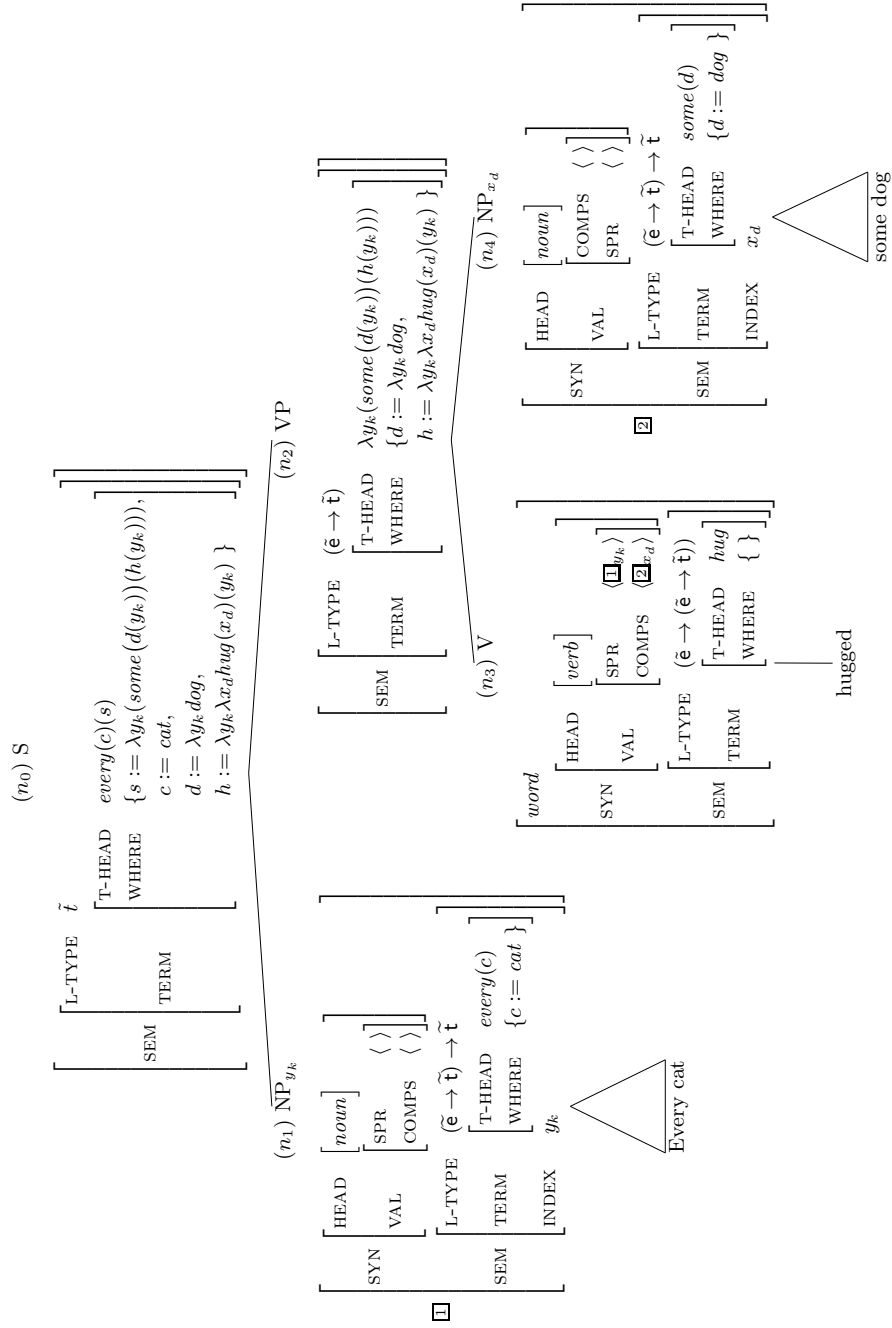 (n₀) S
[SEM [L-TYPE t̃
TERM [T-HEAD every(c)(s)
WHERE {s := λy_k(some(d(y_k))(h(y_k))),
c := cat,
d := λy_k dog,
h := λy_k λx_d hug(x_d)(y_k) } ]]]
(n₁) NP_{y_k}
(n₂) VP
1 [SYN [HEAD [noun]
VAL [SPR ⟨ ⟩
COMPS ⟨ ⟩]]
SEM [L-TYPE (ẽ → t̃) → t̃
TERM [T-HEAD every(c)
WHERE {c := cat }]
INDEX y_k]]
Every cat
[SEM [L-TYPE (ẽ → t̃)
TERM [T-HEAD λy_k(some(d(y_k))(h(y_k)))
WHERE {d := λy_k dog,
h := λy_k λx_d hug(x_d)(y_k) } ]]]
(n₃) V
(n₄) NP_{x_d}
[word
SYN [HEAD [verb]
VAL [SPR ⟨ 1 y_k ⟩
COMPS ⟨ 2 x_d ⟩]]
SEM [L-TYPE (ẽ → (ẽ → t̃))
TERM [T-HEAD hug
WHERE { }]]]
hugged
2 [SYN [HEAD [noun]
VAL [COMPS ⟨ ⟩
SPR ⟨ ⟩]]
SEM [L-TYPE (ẽ → t̃) → t̃
TERM [T-HEAD some(d)
WHERE {d := dog }]
INDEX x_d]]
some dog